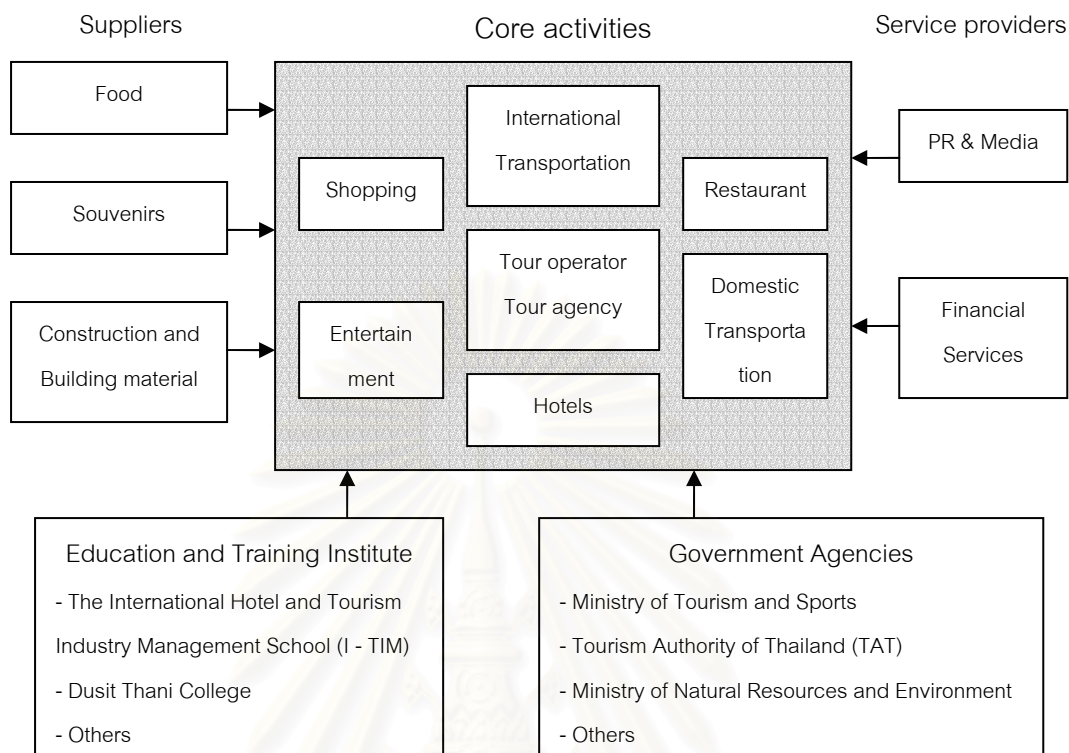 Suppliers
Core activities
Service providers
Food
Souvenirs
Construction and
Building material
International
Transportation
Shopping
Restaurant
Tour operator
Tour agency
Domestic
Transporta
tion
Entertain
ment
Hotels
PR & Media
Financial
Services
Education and Training Institute
- The International Hotel and Tourism
Industry Management School (I - TIM)
- Dusit Thani College
- Others
Government Agencies
- Ministry of Tourism and Sports
- Tourism Authority of Thailand (TAT)
- Ministry of Natural Resources and Environment
- Others